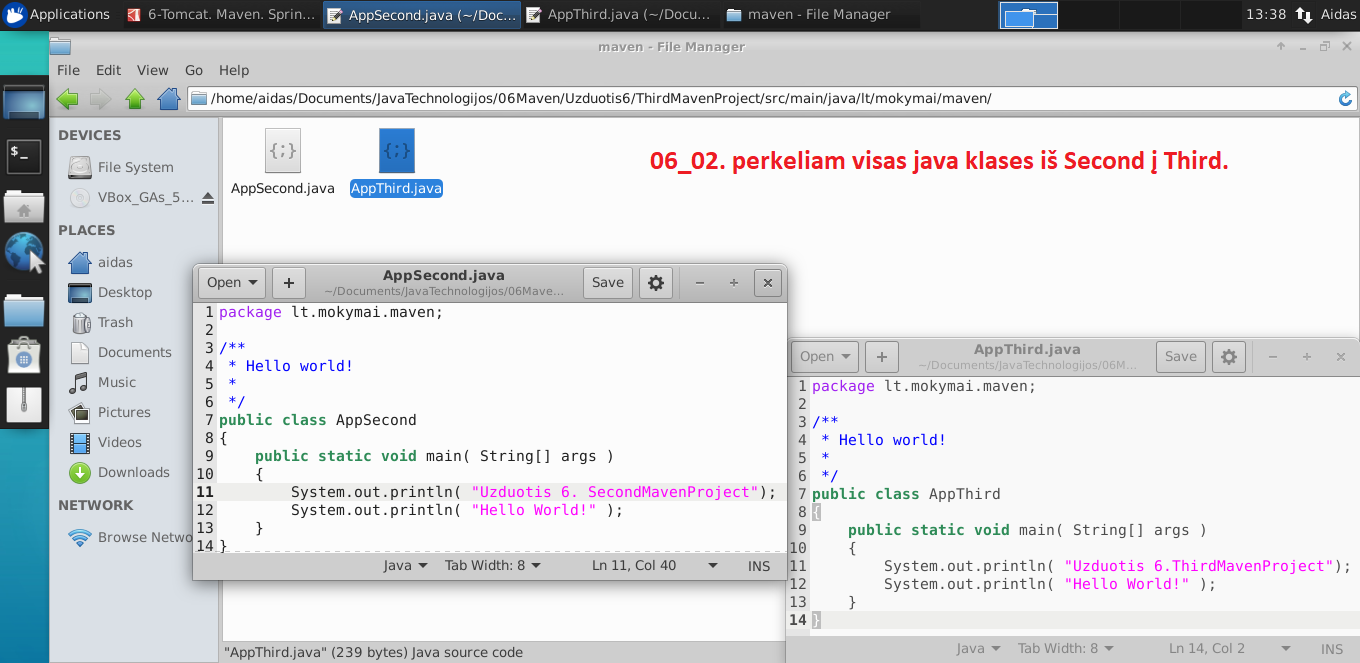 Applications
6-Tomcat. Maven. Sprin...
AppSecond.java (~/Doc...
AppThird.java (~/Docu...
maven - File Manager
13:38
Aidas
maven - File Manager
File Edit View Go Help
/home/aidas/Documents/JavaTechnologijos/06Maven/Uzduotis6/ThirdMavenProject/src/main/java/lt/mokymai/maven/
DEVICES
File System
VBox_GAs_5...
PLACES
aidas
Desktop
Trash
Documents
Music
Pictures
Videos
Downloads
NETWORK
Browse Netwo
{;}
AppSecond.java
{;}
AppThird.java
06_02. perkeliam visas java klases iš Second į Third.
Open
AppSecond.java
~/Documents/JavaTechnologijos/06Mave...
Save
1 package lt.mokymai.maven;
2
3 /**
4  * Hello world!
5  *
6  */
7 public class AppSecond
8 {
9     public static void main( String[] args )
10     {
11         System.out.println( "Uzduotis 6. SecondMavenProject");
12         System.out.println( "Hello World!" );
13     }
14 }
Java Tab Width: 8 Ln 11, Col 40 INS
Open
AppThird.java
~/Documents/JavaTechnologijos/06M...
Save
1 package lt.mokymai.maven;
2
3 /**
4  * Hello world!
5  *
6  */
7 public class AppThird
8 {
9     public static void main( String[] args )
10     {
11         System.out.println( "Uzduotis 6.ThirdMavenProject");
12         System.out.println( "Hello World!" );
13     }
14 }
Java Tab Width: 8 Ln 14, Col 2 INS
"AppThird.java" (239 bytes) Java source code